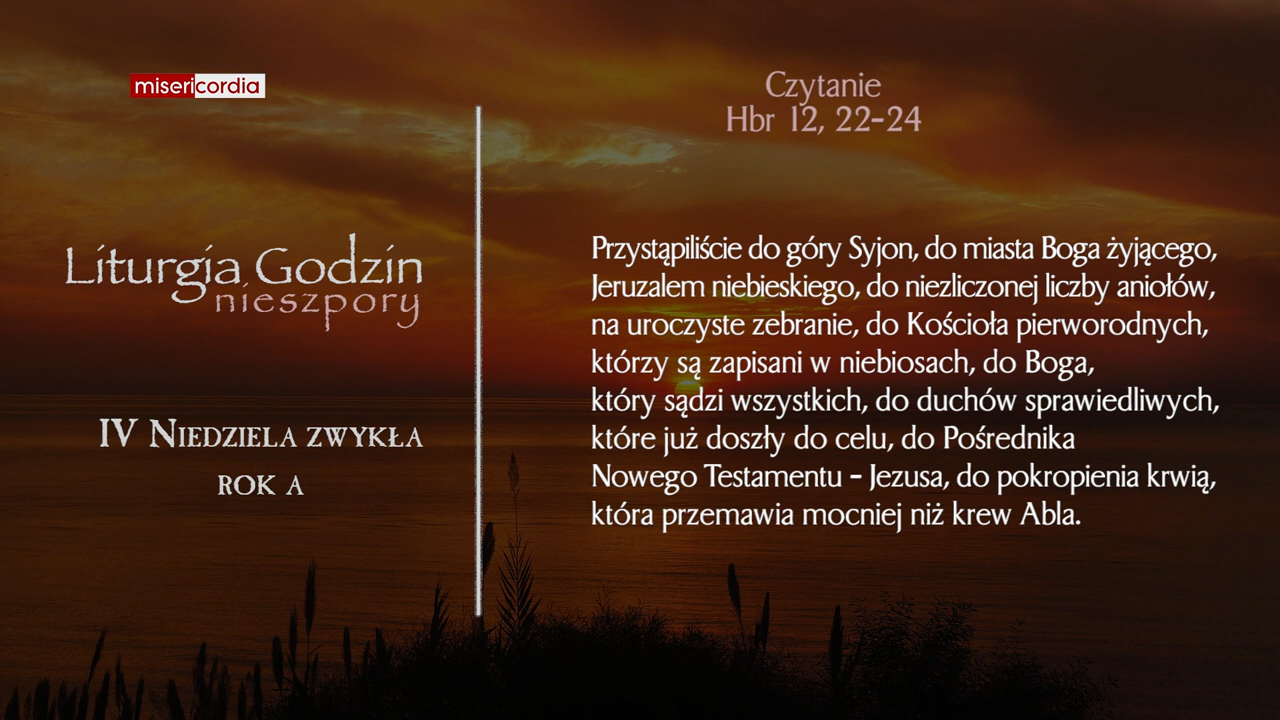 misericordia
Liturgia Godzin
nieszpory
IV Niedziela zwykła
rok A
Czytanie
Hbr 12, 22-24
Przystąpiliście do góry Syjon, do miasta Boga żyjącego,
Jeruzalem niebieskiego, do niezliczonej liczby aniołów,
na uroczyste zebranie, do Kościoła pierworodnych,
którzy są zapisani w niebiosach, do Boga,
który sądzi wszystkich, do duchów sprawiedliwych,
które już doszły do celu, do Pośrednika
Nowego Testamentu - Jezusa, do pokropienia krwią,
która przemawia mocniej niż krew Abla.